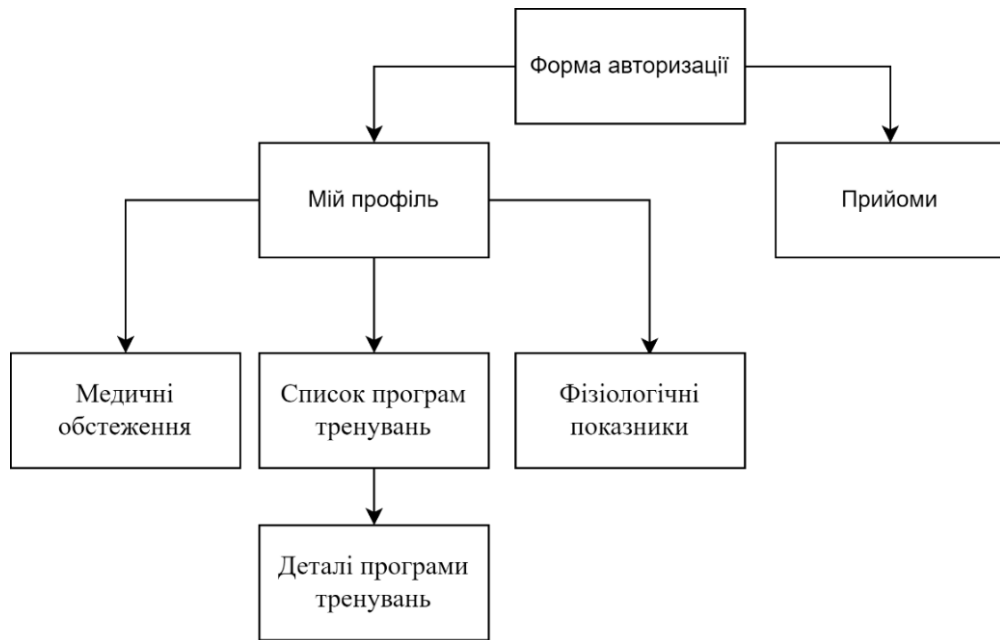 Форма авторизації
Мій профіль
Прийоми
Медичні
обстеження
Список програм
тренувань
Фізіологічні
показники
Деталі програми
тренувань